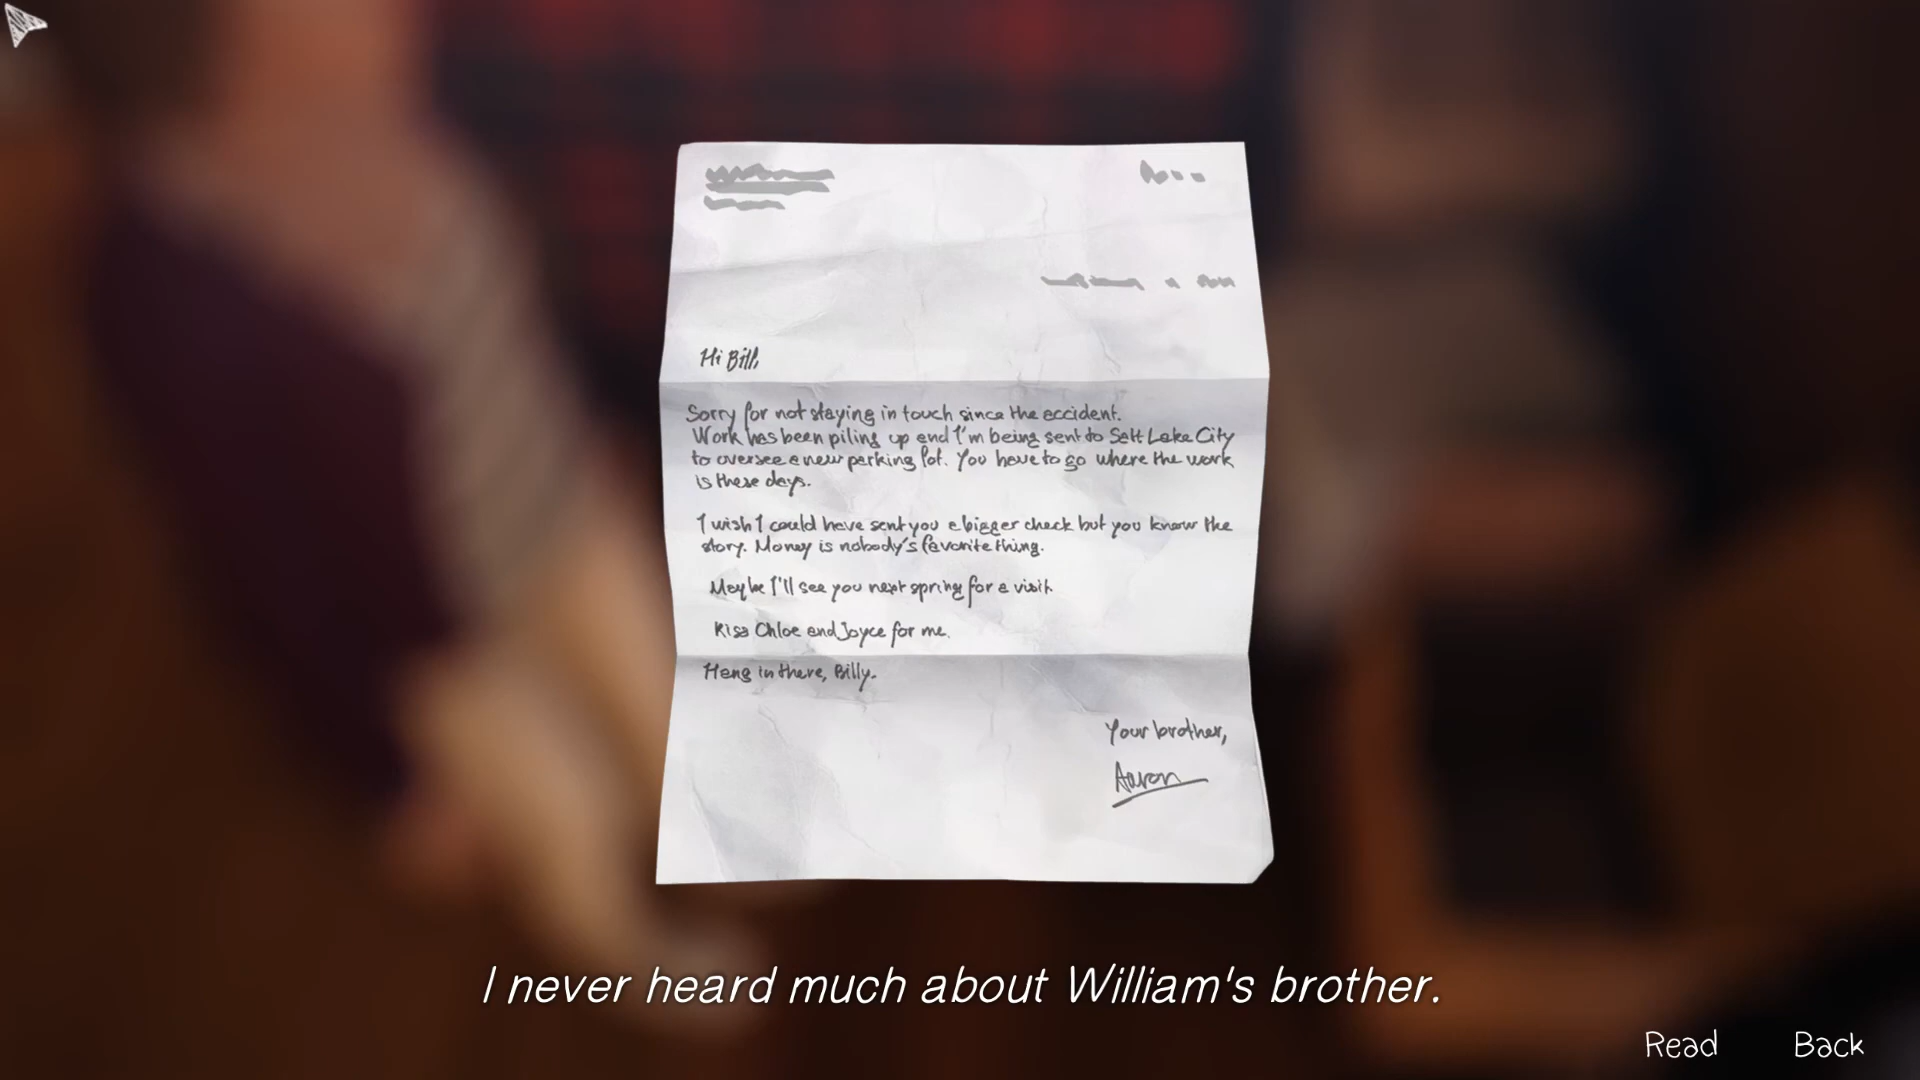 Hi Bill,
Sorry for not staying in touch since the accident.
Work has been piling up and I'm being sent to Salt Lake City
to oversee a new parking lot. You have to go where the work
is these days.
I wish I could have sent you a bigger check but you know the
story. Money is nobody's favorite thing.
Maybe I'll see you next spring for a visit.
Kiss Chloe and Joyce for me.
Hang in there, Billy.
Your brother,
Aaron
I never heard much about William's brother.
Read Back